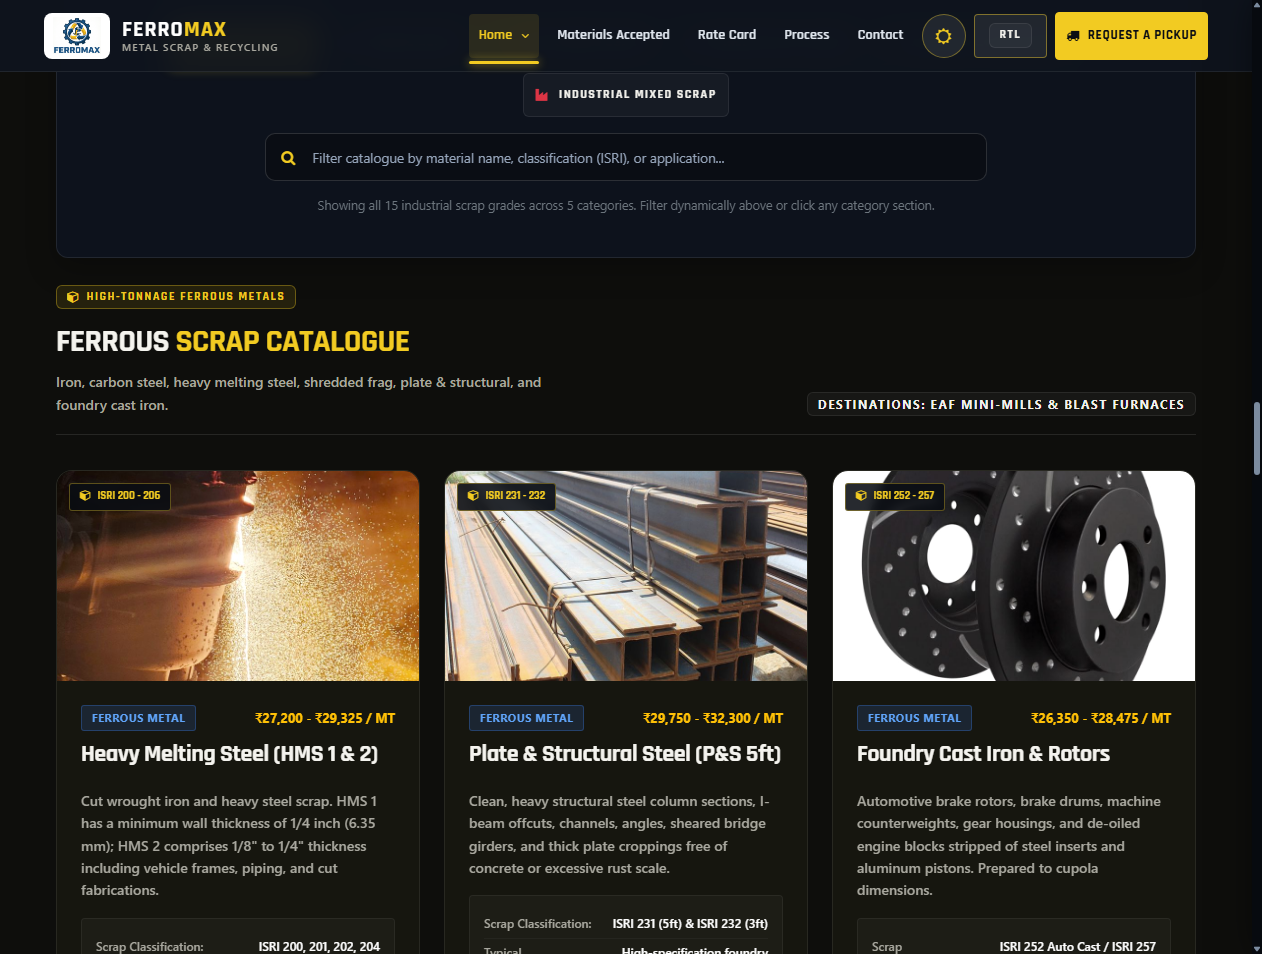 FERROMAX
FERROMAX
METAL SCRAP & RECYCLING
Home
Materials Accepted
Rate Card
Process
Contact
RTL
REQUEST A PICKUP
INDUSTRIAL MIXED SCRAP
Filter catalogue by material name, classification (ISRI), or application...
Showing all 15 industrial scrap grades across 5 categories. Filter dynamically above or click any category section.
HIGH-TONNAGE FERROUS METALS
FERROUS SCRAP CATALOGUE
Iron, carbon steel, heavy melting steel, shredded frag, plate & structural, and
foundry cast iron.
DESTINATIONS: EAF MINI-MILLS & BLAST FURNACES
ISRI 200 - 206
FERROUS METAL
₹27,200 - ₹29,325 / MT
Heavy Melting Steel (HMS 1 & 2)
Cut wrought iron and heavy steel scrap. HMS 1
has a minimum wall thickness of 1/4 inch (6.35
mm); HMS 2 comprises 1/8" to 1/4" thickness
including vehicle frames, piping, and cut
fabrications.
Scrap Classification:
ISRI 200, 201, 202, 204
ISRI 231 - 232
FERROUS METAL
₹29,750 - ₹32,300 / MT
Plate & Structural Steel (P&S 5ft)
Clean, heavy structural steel column sections, I-
beam offcuts, channels, angles, sheared bridge
girders, and thick plate croppings free of
concrete or excessive rust scale.
Scrap Classification:
ISRI 231 (5ft) & ISRI 232 (3ft)
Typical
High-specification foundry
ISRI 252 - 257
FERROUS METAL
₹26,350 - ₹28,475 / MT
Foundry Cast Iron & Rotors
Automotive brake rotors, brake drums, machine
counterweights, gear housings, and de-oiled
engine blocks stripped of steel inserts and
aluminum pistons. Prepared to cupola
dimensions.
Scrap
ISRI 252 Auto Cast / ISRI 257